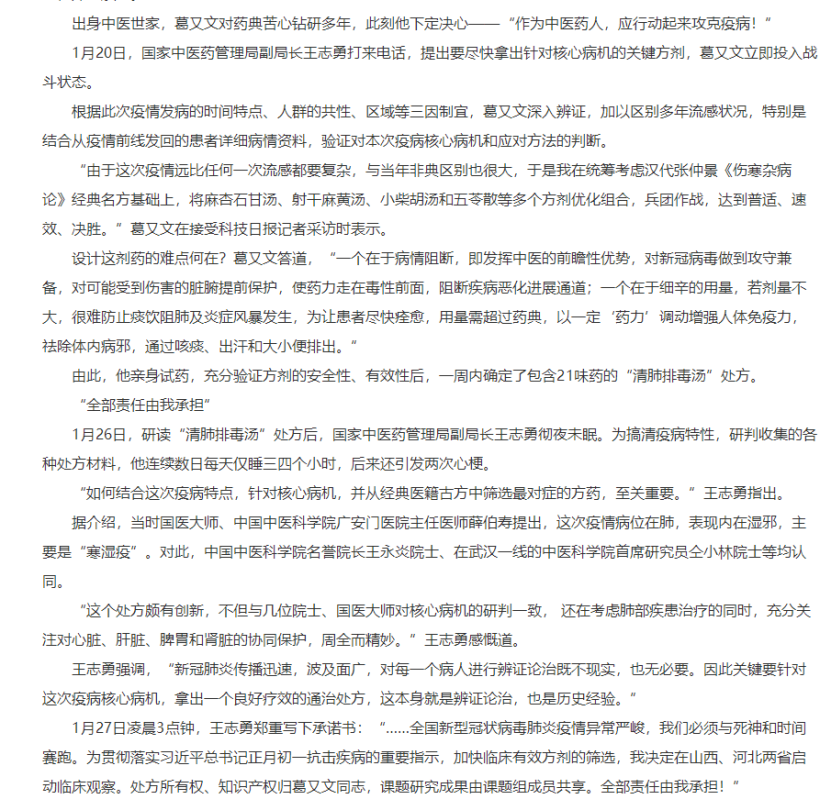 出身中医世家，葛又文对药典苦心钻研多年，此刻他下定决心——“作为中医药人，应行动起来攻克疫病！”
1月20日，国家中医药管理局副局长王志勇打来电话，提出要尽快拿出针对核心病机的关键方剂，葛又文立即投入战
斗状态。
根据此次疫情发病的时间特点、人群的共性、区域等三因制宜，葛又文深入辨证，加以区别多年流感状况，特别是
结合从疫情前线发回的患者详细病情资料，验证对本次疫病核心病机和应对方法的判断。
“由于这次疫情远比任何一次流感都要复杂，与当年非典区别也很大，于是我在统筹考虑汉代张仲景《伤寒杂病
论》经典名方基础上，将麻杏石甘汤、射干麻黄汤、小柴胡汤和五苓散等多个方剂优化组合，兵团作战，达到普适、速
效、决胜。”葛又文在接受科技日报记者采访时表示。
设计这剂药的难点何在？葛又文答道，“一个在于病情阻断，即发挥中医的前瞻性优势，对新冠病毒做到攻守兼
备，对可能受到伤害的脏腑提前保护，使药力走在毒性前面，阻断疾病恶化进展通道；一个在于细辛的用量，若剂量不
大，很难防止痰饮阻肺及炎症风暴发生，为让患者尽快痊愈，用量需超过药典，以一定‘药力’调动增强人体免疫力，
祛除体内病邪，通过咳痰、出汗和大小便排出。”
由此，他亲身试药，充分验证方剂的安全性、有效性后，一周内确定了包含21味药的“清肺排毒汤”处方。
“全部责任由我承担”
1月26日，研读“清肺排毒汤”处方后，国家中医药管理局副局长王志勇彻夜未眠。为搞清疫病特性，研判收集的各
种处方材料，他连续数日每天仅睡三四个小时，后来还引发两次心梗。
“如何结合这次疫病特点，针对核心病机，并从经典医籍古方中筛选最对症的方药，至关重要。”王志勇指出。
据介绍，当时国医大师、中国中医科学院广安门医院主任医师薛伯寿提出，这次疫情病位在肺，表现内在湿邪，主
要是“寒湿疫”。对此，中国中医科学院名誉院长王永炎院士、在武汉一线的中医科学院首席研究员仝小林院士等均认
同。
“这个处方颇有创新，不但与几位院士、国医大师对核心病机的研判一致， 还在考虑肺部疾患治疗的同时，充分关
注对心脏、肝脏、脾胃和肾脏的协同保护，周全而精妙。”王志勇感慨道。
王志勇强调，“新冠肺炎传播迅速，波及面广，对每一个病人进行辨证论治既不现实，也无必要。因此关键要针对
这次疫病核心病机，拿出一个良好疗效的通治处方，这本身就是辨证论治，也是历史经验。”
1月27日凌晨3点钟，王志勇郑重写下承诺书：“......全国新型冠状病毒肺炎疫情异常严峻，我们必须与死神和时间
赛跑。为贯彻落实习近平总书记正月初一抗击疾病的重要指示，加快临床有效方剂的筛选，我决定在山西、河北两省启
动临床观察。处方所有权、知识产权归葛又文同志，课题研究成果由课题组成员共享。全部责任由我承担！”